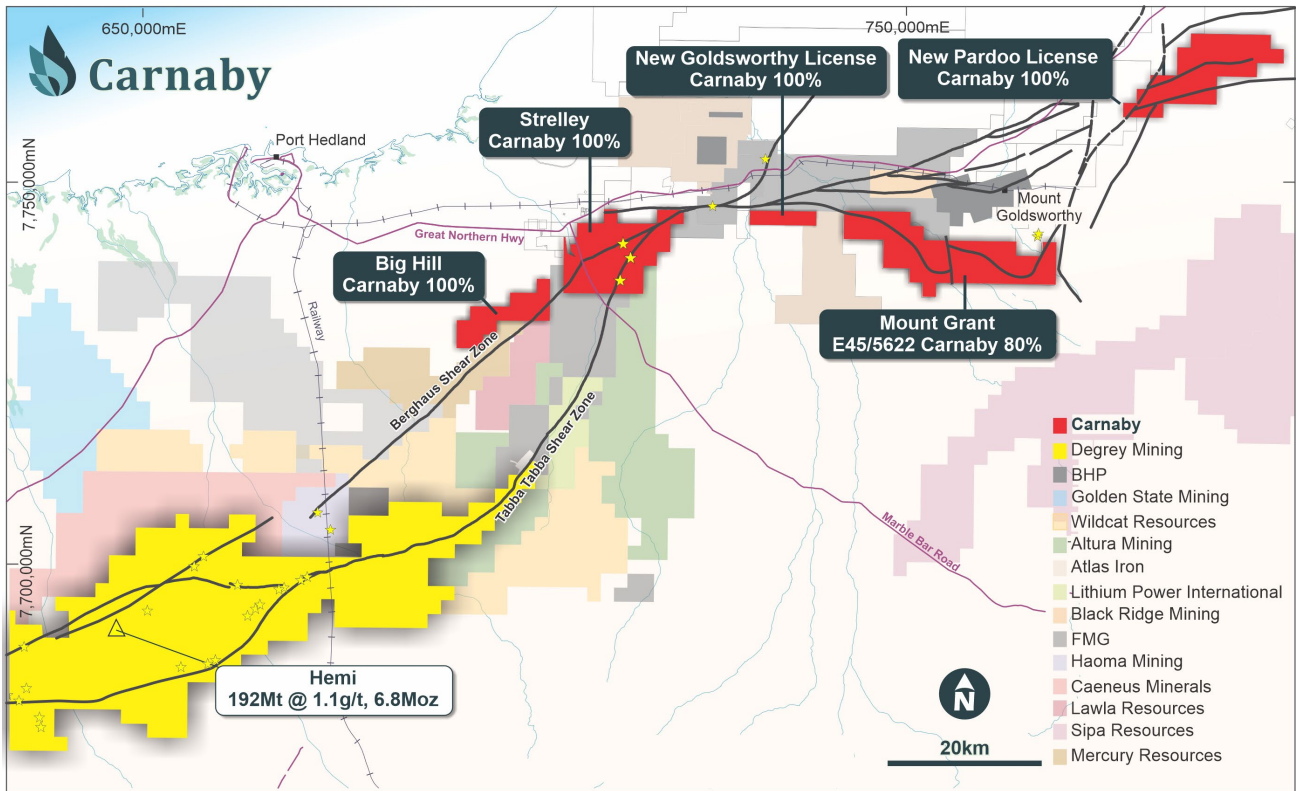 650,000mE
750,000mE
Carnaby
New Goldsworthy License
Carnaby 100%
New Pardoo License
Carnaby 100%
Strelley
Carnaby 100%
Port Hedland
7,750,000mN
Mount
Goldsworthy
Great Northern Hwy
Big Hill
Carnaby 100%
Railway
Mount Grant
E45/5622 Carnaby 80%
Berghaus Shear Zone
Tabba Tabba Shear Zone
Marble Bar Road
7,700,000mN
Hemi
192Mt @ 1.1g/t, 6.8Moz
N
20km
Carnaby
Degrey Mining
BHP
Golden State Mining
Wildcat Resources
Altura Mining
Atlas Iron
Lithium Power International
Black Ridge Mining
FMG
Haoma Mining
Caeneus Minerals
Lawla Resources
Sipa Resources
Mercury Resources